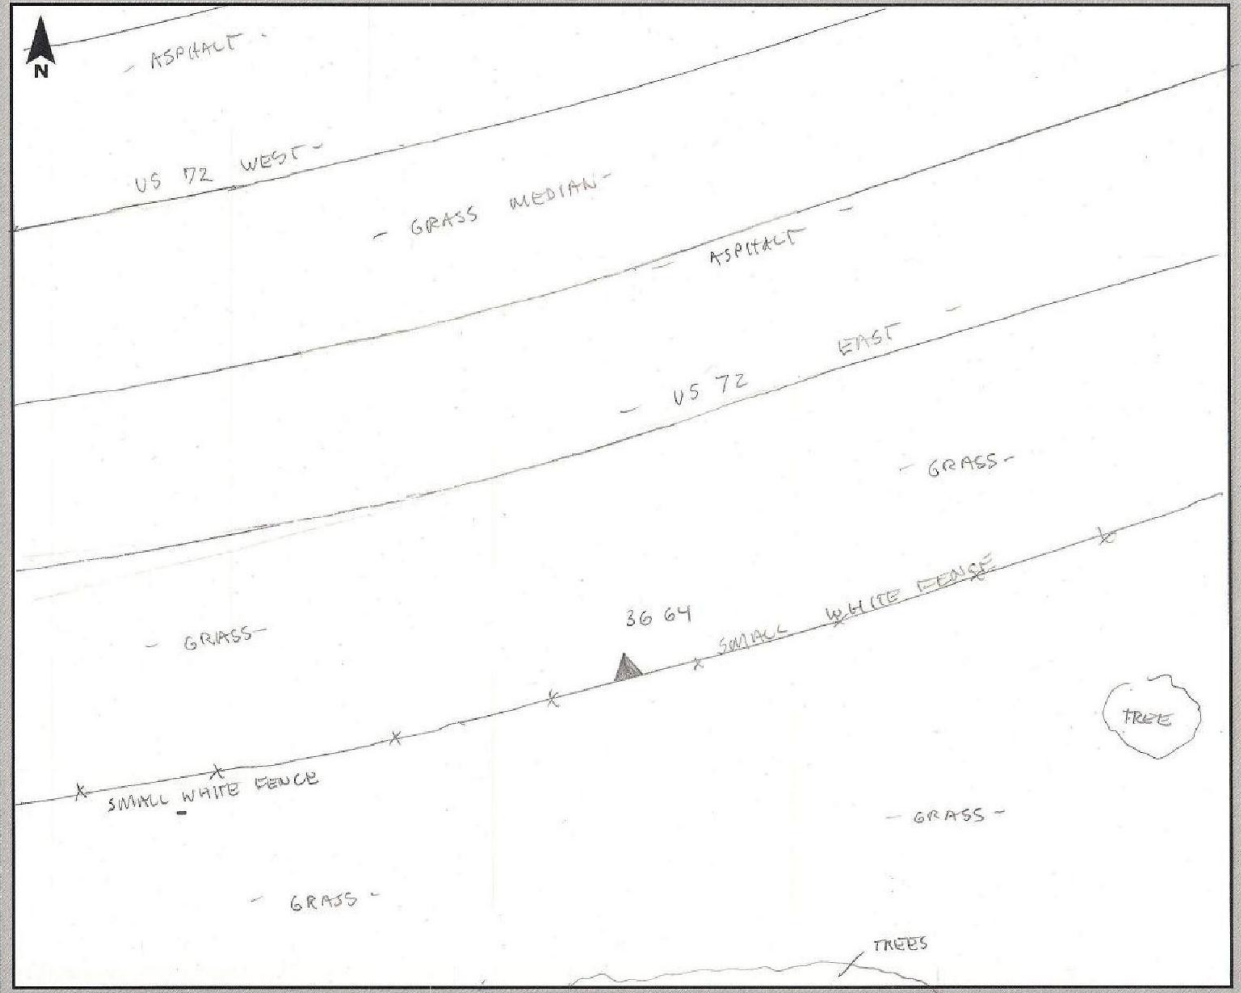 N
- ASPHALT -
US 72 WEST -
- GRASS MEDIAN -
- ASPHALT -
- US 72 EAST -
- GRASS -
- GRASS -
36 64
SMALL WHITE FENCE
TREE
SMALL WHITE FENCE
- GRASS -
- GRASS -
TREES